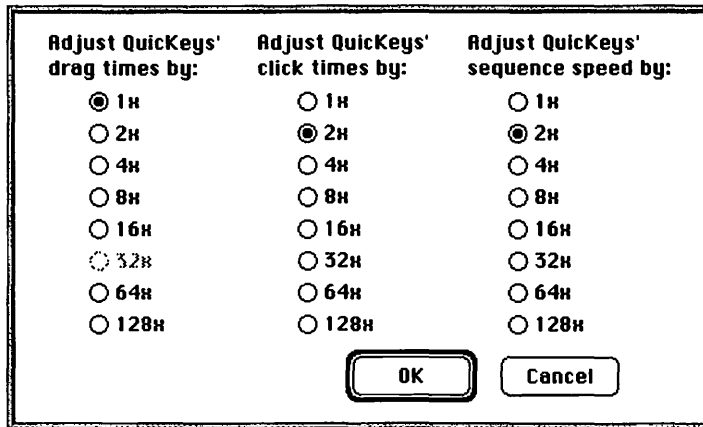 Adjust QuicKeys' drag times by:
1x
2x
4x
8x
16x
32x
64x
128x
Adjust QuicKeys' click times by:
1x
2x
4x
8x
16x
32x
64x
128x
Adjust QuicKeys' sequence speed by:
1x
2x
4x
8x
16x
32x
64x
128x
OK
Cancel